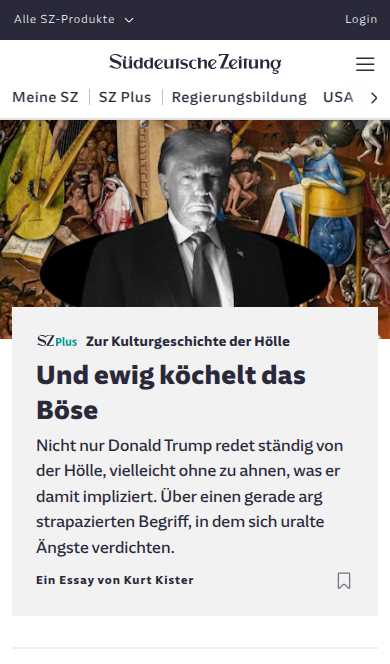 Alle SZ-Produkte
Login
Süddeutsche Zeitung
Meine SZ
SZ Plus
Regierungsbildung
USA
SZ Plus Zur Kulturgeschichte der Hölle
Und ewig köchelt das
Böse
Nicht nur Donald Trump redet ständig von
der Hölle, vielleicht ohne zu ahnen, was er
damit impliziert. Über einen gerade arg
strapazierten Begriff, in dem sich uralte
Ängste verdichten.
Ein Essay von Kurt Kister